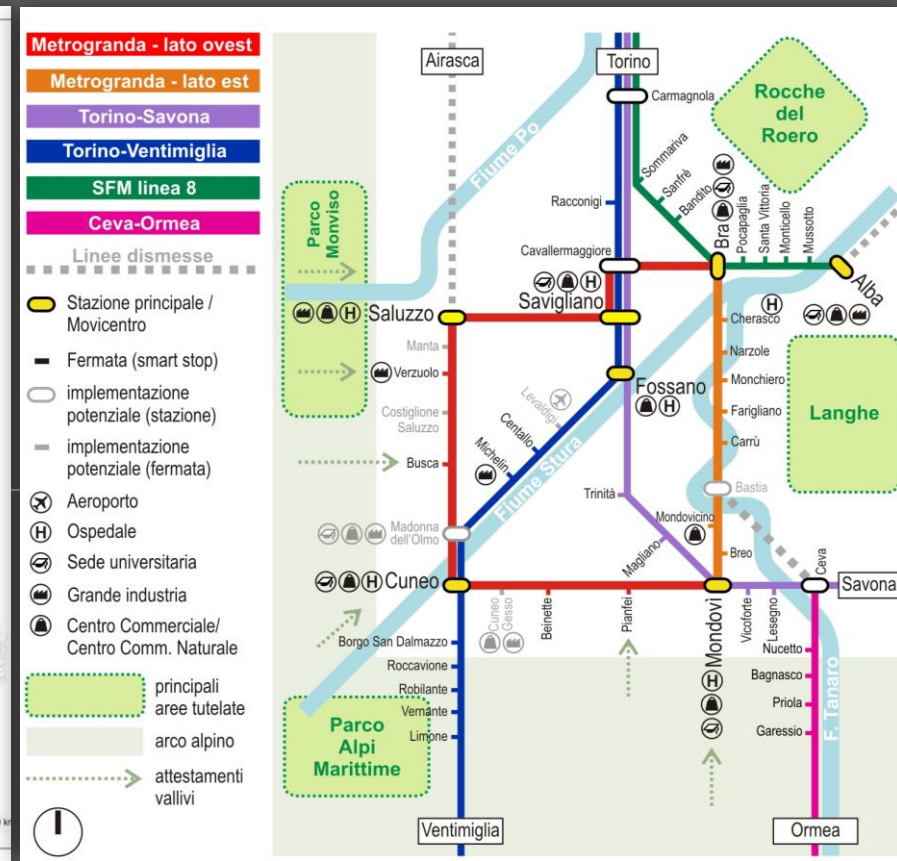 Metrogranda - lato ovest
Metrogranda - lato est
Torino-Savona
Torino-Ventimiglia
SFM linea 8
Ceva-Ormea
Linee dismesse
Stazione principale /
Movicentro
Fermata (smart stop)
implementazione
potenziale (stazione)
implementazione
potenziale (fermata)
Aeroporto
H Ospedale
Sede universitaria
Grande industria
Centro Commerciale/
Centro Comm. Naturale
principali
aree tutelate
arco alpino
attestamenti
vallivi
Airasca
Torino
Carmagnola
Rocche
del
Roero
Fiume Po
Sommariva
Sanfrè
Bandito
Racconigi
Parco
Monviso
Cavallermaggiore
Bra
Pocapaglia
Santa Vittoria
Monticello
Mussotto
Alba
H
Savigliano
H Saluzzo
H
Cherasco
Manta
Verzuolo
Narzole
Fossano
H
Monchiero
Levaldigi
Costiglione
Saluzzo
Farigliano
Langhe
Centallo
Carrù
Michelin
Busca
Fiume Stura
Bastia
Trinità
Mondovicino
Madonna
dell'Olmo
Magliano
Breo
Ceva
H Cuneo
Savona
Cuneo
Gesso
Beinette
Pianfei
Mondovì
H
Vicoforte
Lesegno
Borgo San Dalmazzo
Roccavione
Robilante
Vernante
Limone
Nucetto
Bagnasco
Priola
Garessio
F. Tanaro
Parco
Alpi
Marittime
Ventimiglia
Ormea